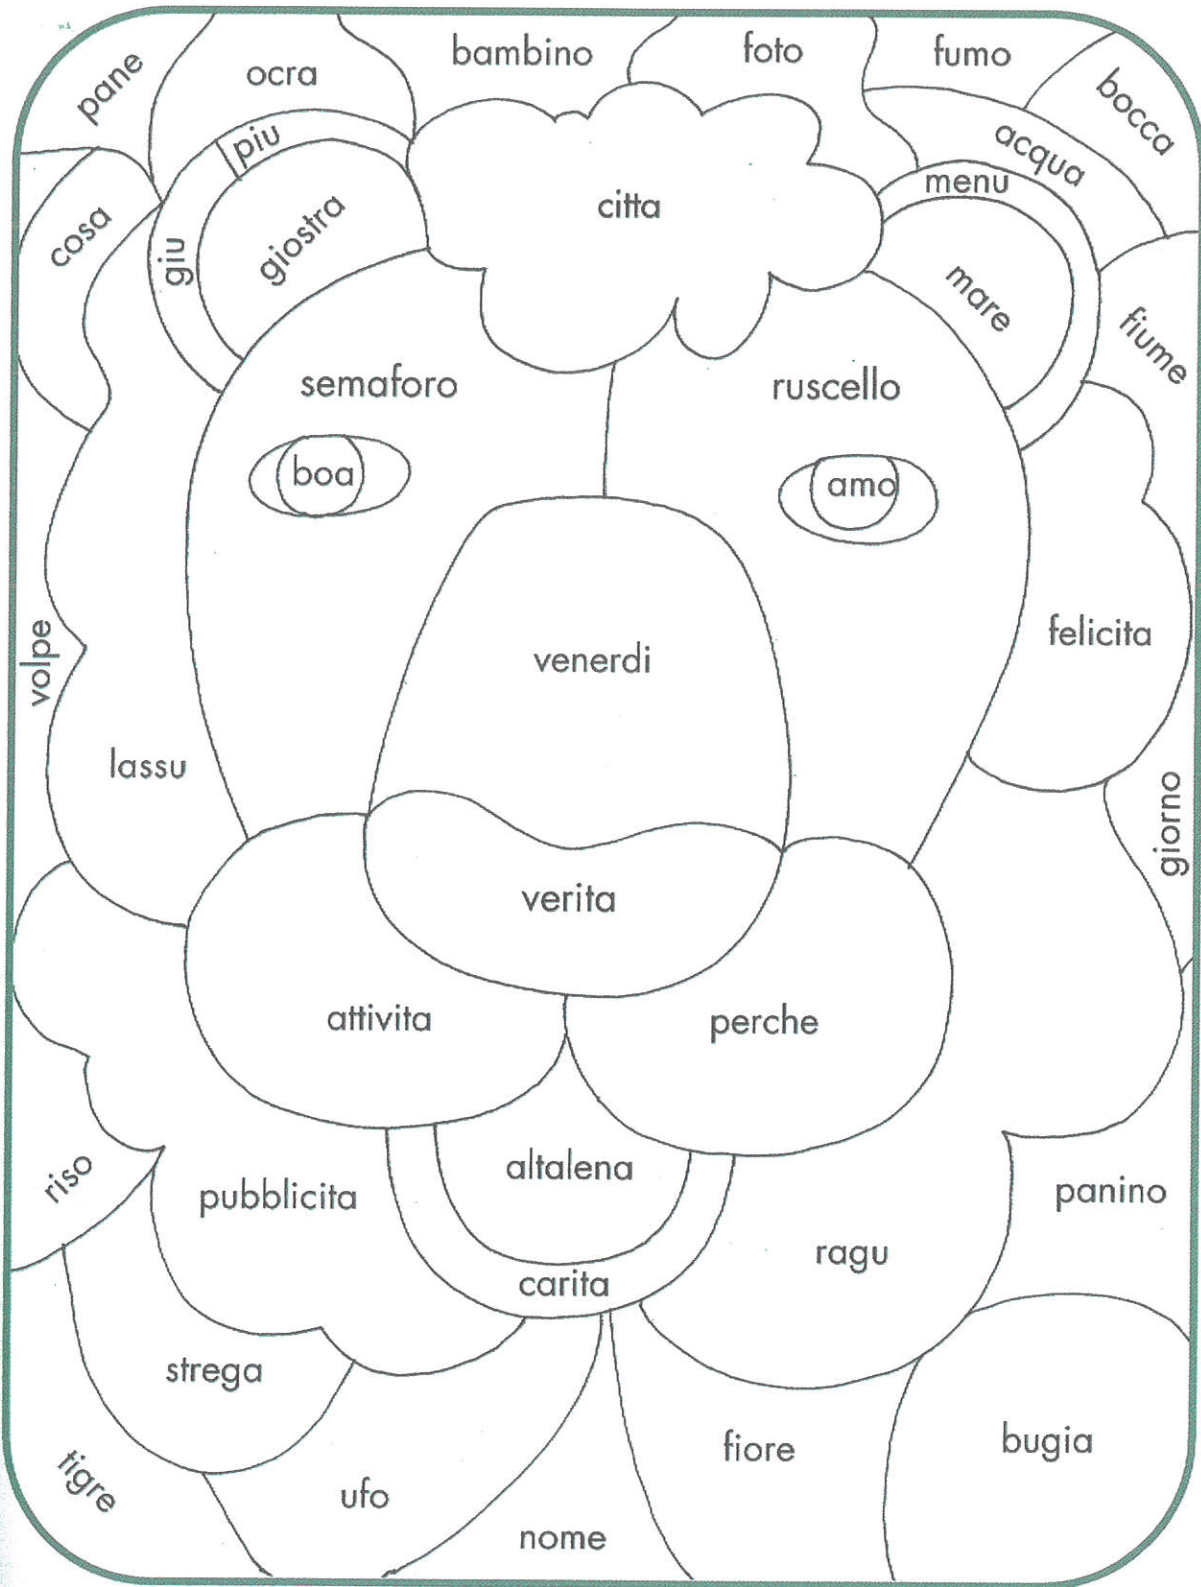 pane
ocra
bambino
foto
fumo
bocca
piu
acqua
menu
cosa
giu
giostra
citta
mare
fiume
semaforo
ruscello
boa
amo
volpe
venerdi
felicita
lassu
giorno
verita
attivita
perche
riso
pubblicita
altalena
panino
carita
ragu
strega
fiore
bugia
tigre
ufo
nome